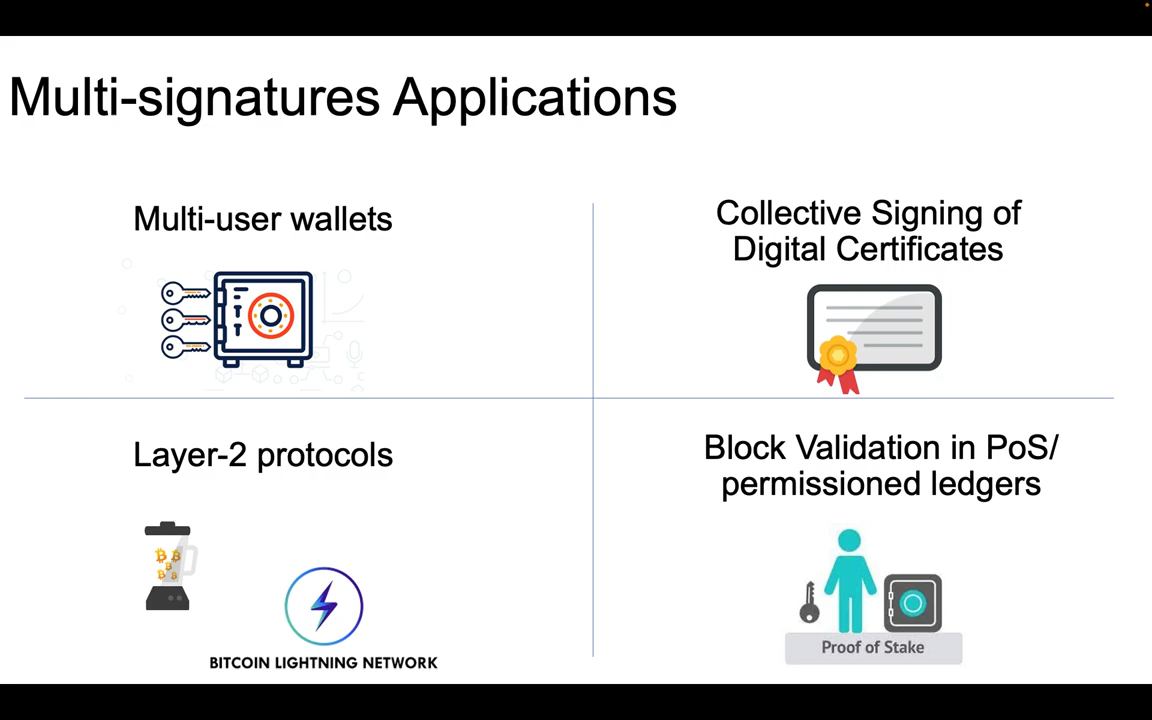 Multi-signatures Applications
Multi-user wallets
Collective Signing of
Digital Certificates
Layer-2 protocols
BITCOIN LIGHTNING NETWORK
Block Validation in PoS/
permissioned ledgers
Proof of Stake